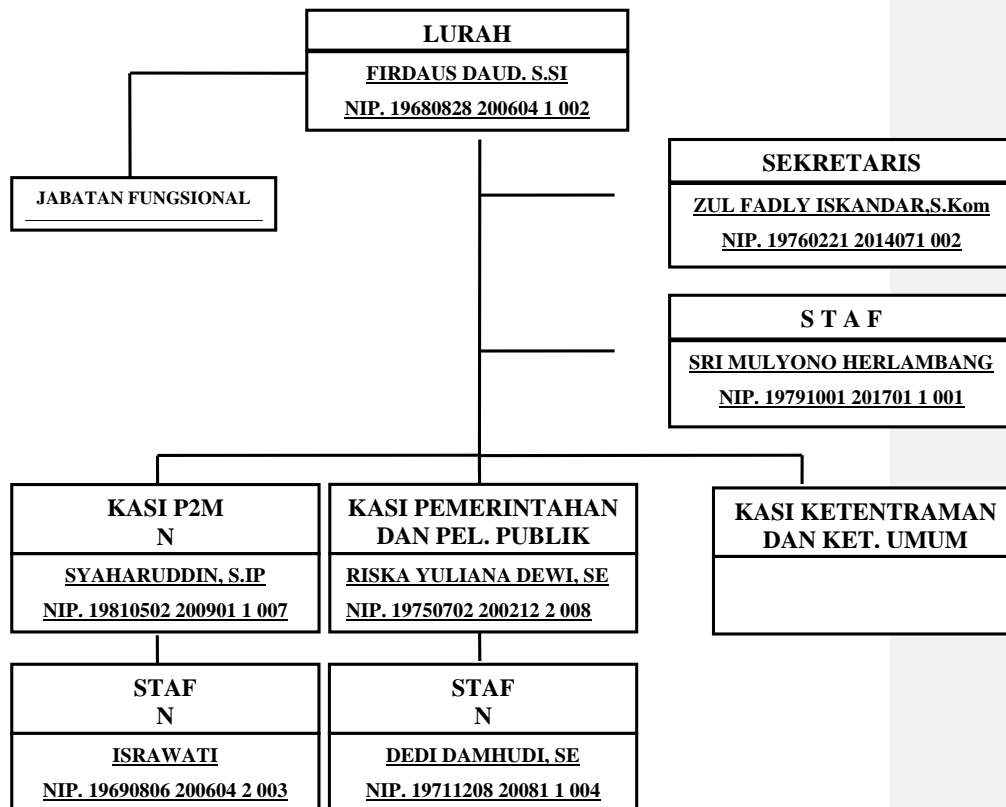 LURAH
FIRDAUS DAUD. S.SI
NIP. 19680828 200604 1 002
JABATAN FUNGSIONAL
SEKRETARIS
ZUL FADLY ISKANDAR,S.Kom
NIP. 19760221 2014071 002
S T A F
SRI MULYONO HERLAMBANG
NIP. 19791001 201701 1 001
KASI P2M
N
SYAHARUDDIN, S.IP
NIP. 19810502 200901 1 007
KASI PEMERINTAHAN
DAN PEL. PUBLIK
RISKA YULIANA DEWI, SE
NIP. 19750702 200212 2 008
KASI KETENTRAMAN
DAN KET. UMUM
STAF
N
ISRAWATI
NIP. 19690806 200604 2 003
STAF
N
DEDI DAMHUDI, SE
NIP. 19711208 20081 1 004